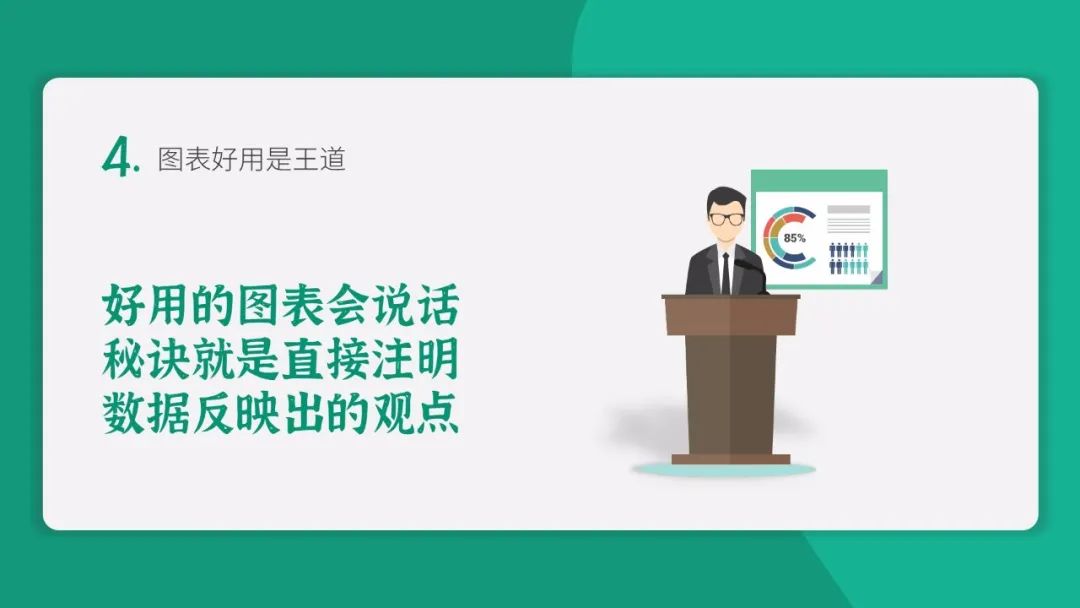 4. 图表好用是王道
好用的图表会说话
秘诀就是直接注明
数据反映出的观点
85%